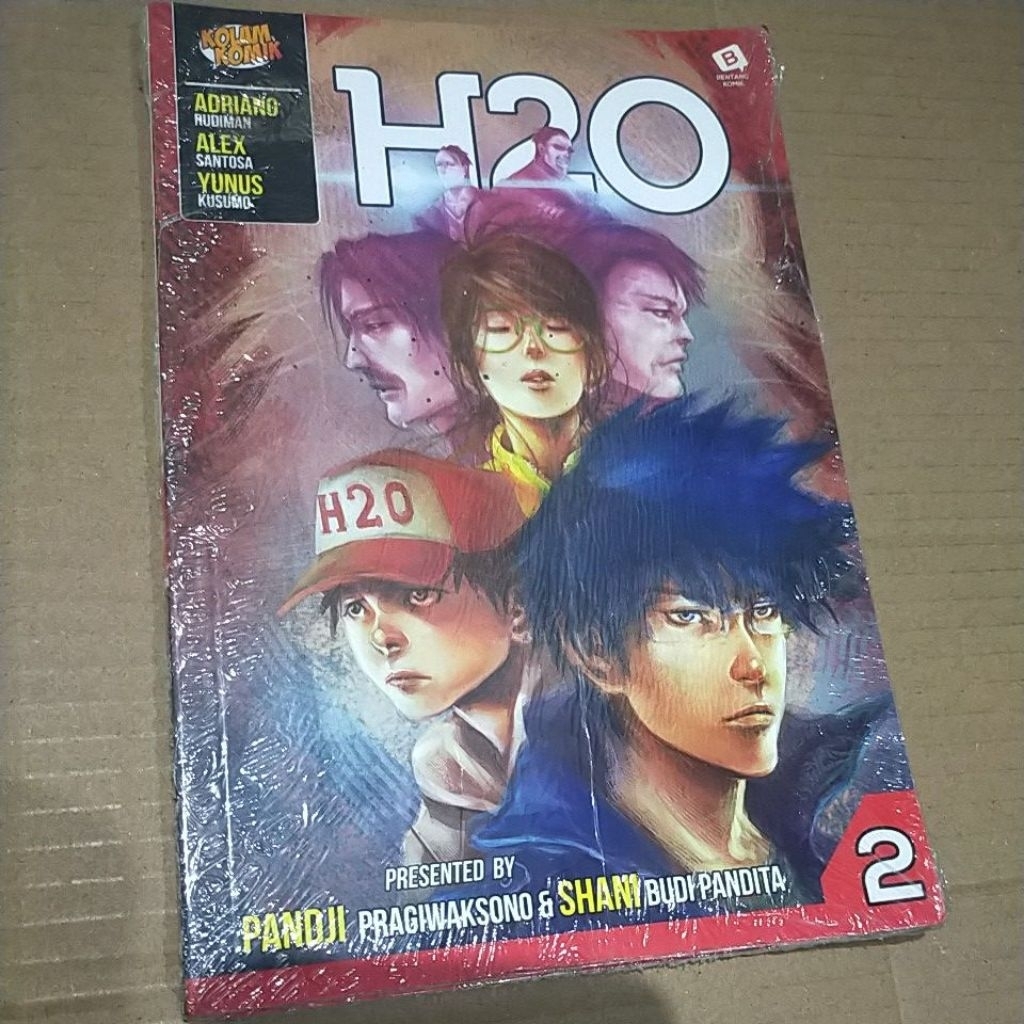 KOLAM
KOMIK
ADRIANO
RUDIMAN
ALEX
SANTOSA
YUNUS
KUSUMO
B
BENTANG
KOMIK
H2O
H2O
PRESENTED BY
PANDJI PRAGIWAKSONO & SHANI BUDI PANDITA
2